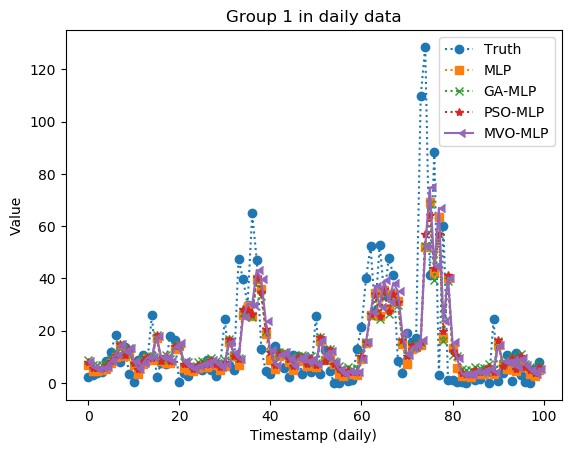 Group 1 in daily data
Truth
MLP
GA-MLP
PSO-MLP
MVO-MLP
Value
120
100
80
60
40
20
0
0
20
40
60
80
100
Timestamp (daily)